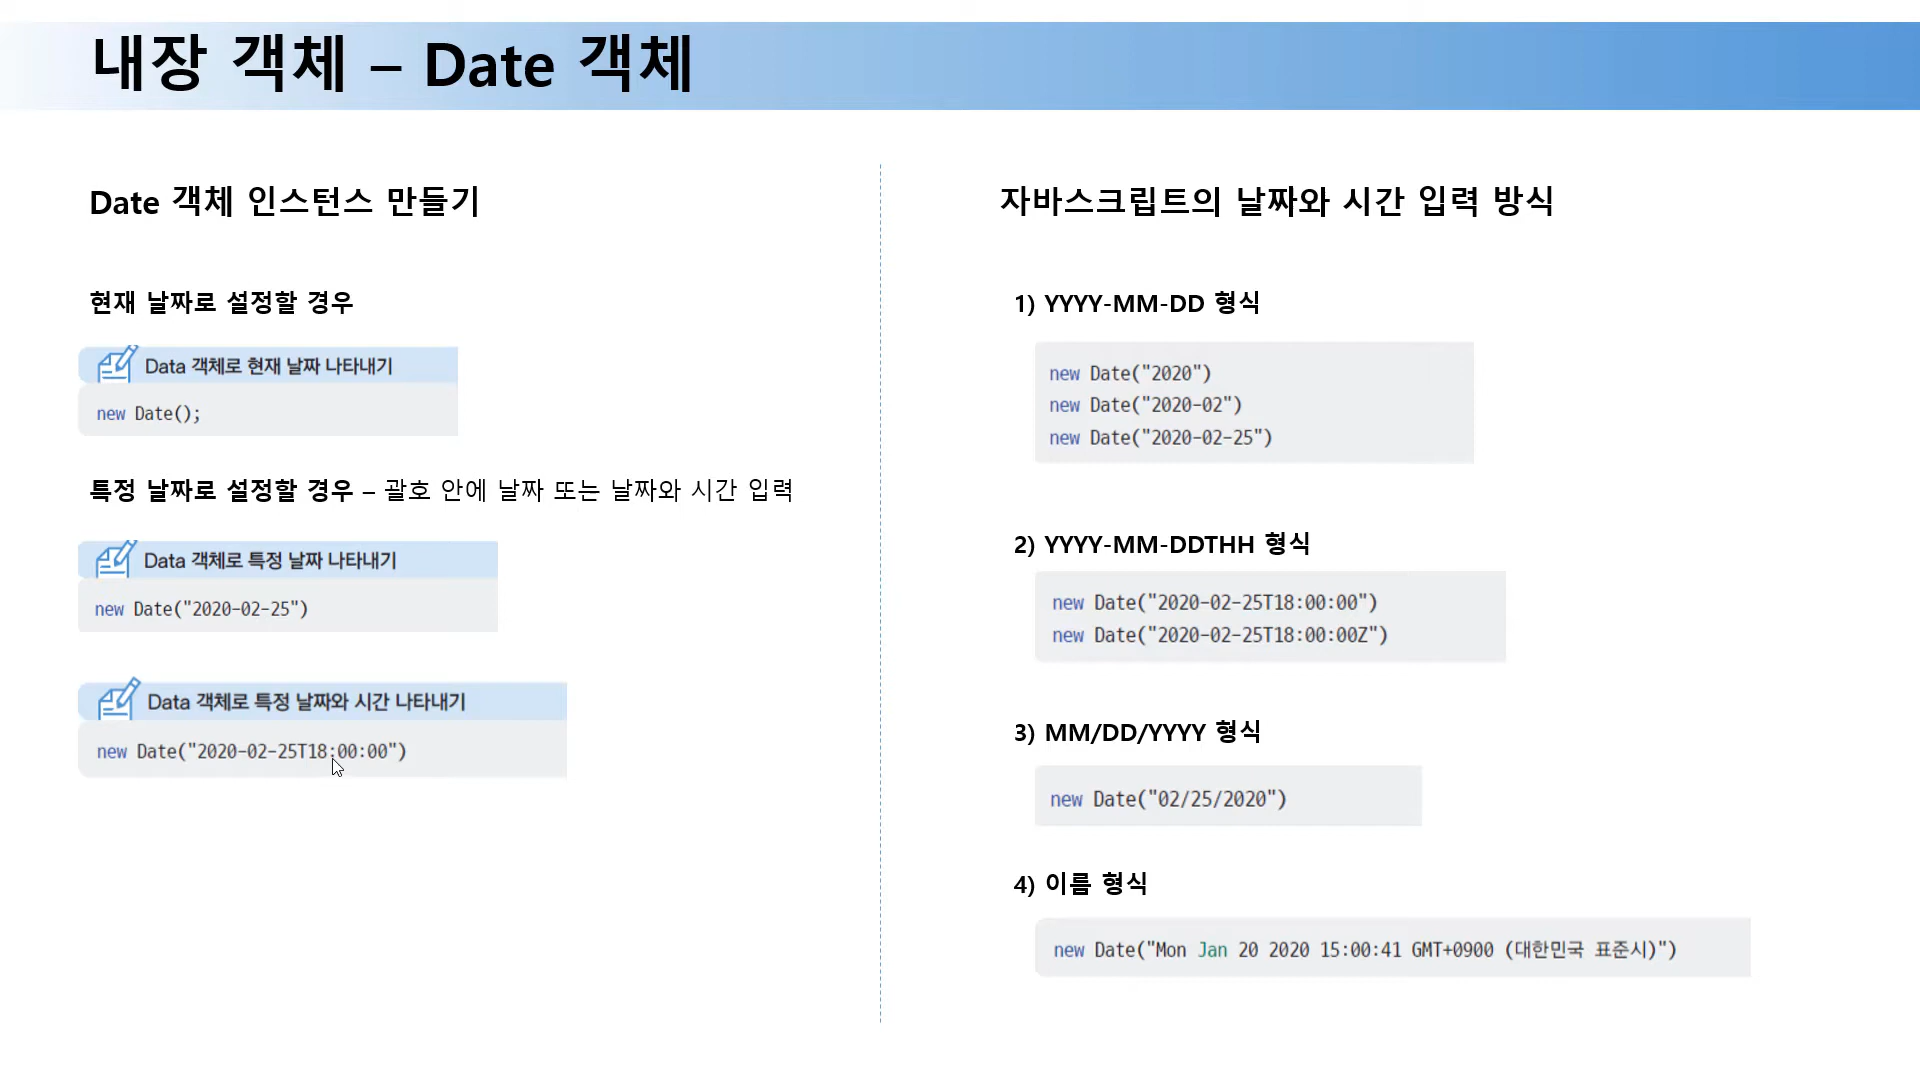 내장 객체 – Date 객체
Date 객체 인스턴스 만들기
현재 날짜로 설정할 경우
Data 객체로 현재 날짜 나타내기
new Date();
특정 날짜로 설정할 경우 – 괄호 안에 날짜 또는 날짜와 시간 입력
Data 객체로 특정 날짜 나타내기
new Date("2020-02-25")
Data 객체로 특정 날짜와 시간 나타내기
new Date("2020-02-25T18:00:00")
자바스크립트의 날짜와 시간 입력 방식
1) YYYY-MM-DD 형식
new Date("2020")
new Date("2020-02")
new Date("2020-02-25")
2) YYYY-MM-DDTHH 형식
new Date("2020-02-25T18:00:00")
new Date("2020-02-25T18:00:00Z")
3) MM/DD/YYYY 형식
new Date("02/25/2020")
4) 이름 형식
new Date("Mon Jan 20 2020 15:00:41 GMT+0900 (대한민국 표준시)")